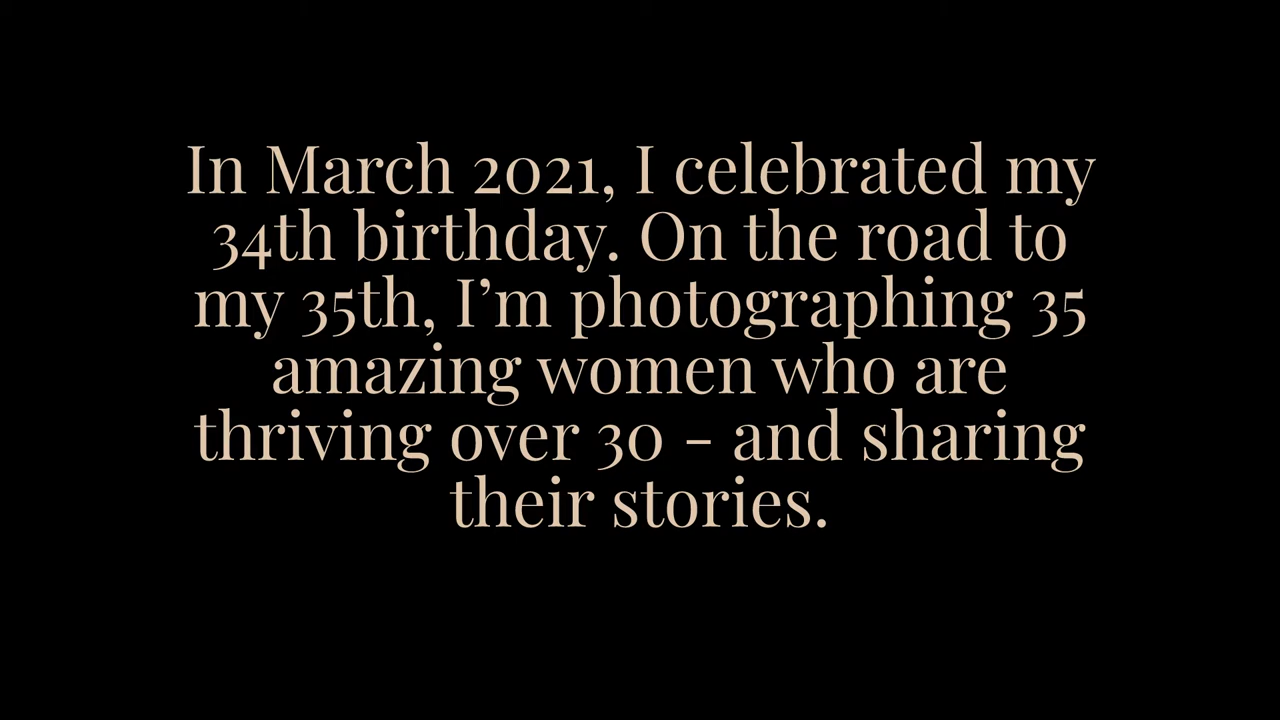 In March 2021, I celebrated my
34th birthday. On the road to
my 35th, I’m photographing 35
amazing women who are
thriving over 30 - and sharing
their stories.